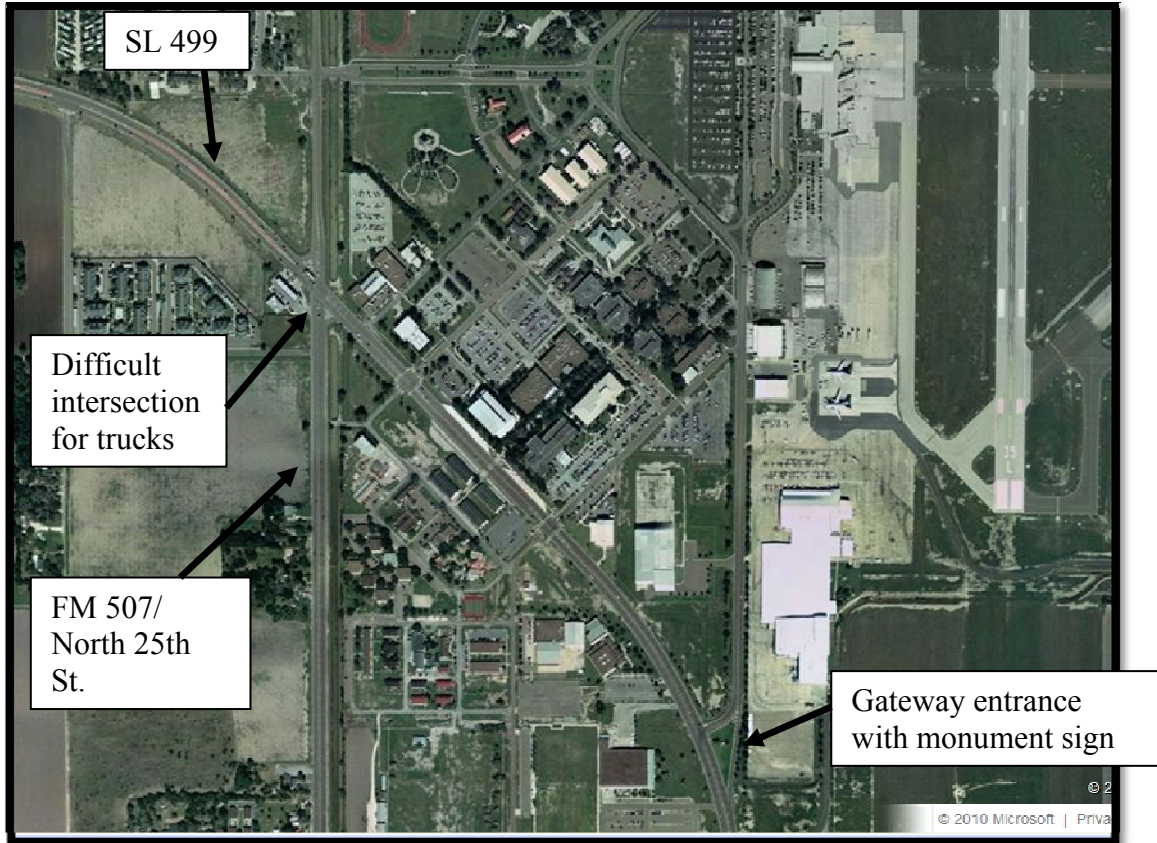 SL 499
Difficult
intersection
for trucks
FM 507/
North 25th
St.
Gateway entrance
with monument sign
© 2010 Microsoft | Priva